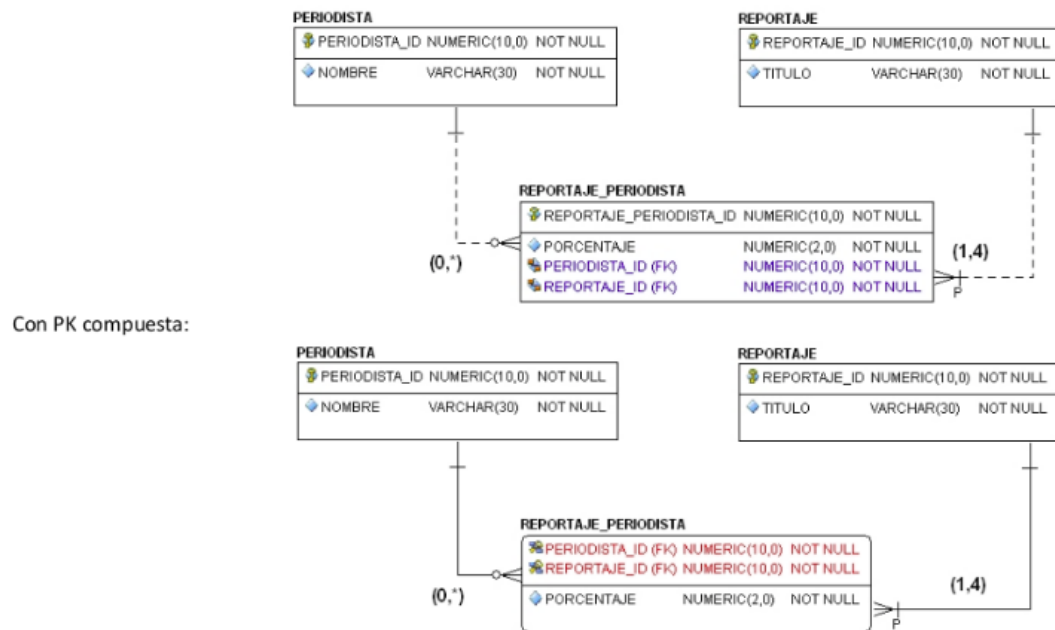 PERIODISTA REPORTAJE
PERIODISTA_ID NUMERIC(10,0) NOT NULL REPORTAJE_ID NUMERIC(10,0) NOT NULL
NOMBRE VARCHAR(30) NOT NULL TITULO VARCHAR(30) NOT NULL
REPORTAJE_PERIODISTA
REPORTAJE_PERIODISTA_ID NUMERIC(10,0) NOT NULL
PORCENTAJE NUMERIC(2,0) NOT NULL
(0,*) PERIODISTA_ID (FK) NUMERIC(10,0) NOT NULL (1,4)
REPORTAJE_ID (FK) NUMERIC(10,0) NOT NULL P
Con PK compuesta:
PERIODISTA REPORTAJE
PERIODISTA_ID NUMERIC(10,0) NOT NULL REPORTAJE_ID NUMERIC(10,0) NOT NULL
NOMBRE VARCHAR(30) NOT NULL TITULO VARCHAR(30) NOT NULL
REPORTAJE_PERIODISTA
PERIODISTA_ID (FK) NUMERIC(10,0) NOT NULL
REPORTAJE_ID (FK) NUMERIC(10,0) NOT NULL
(0,*) PORCENTAJE NUMERIC(2,0) NOT NULL (1,4)
P